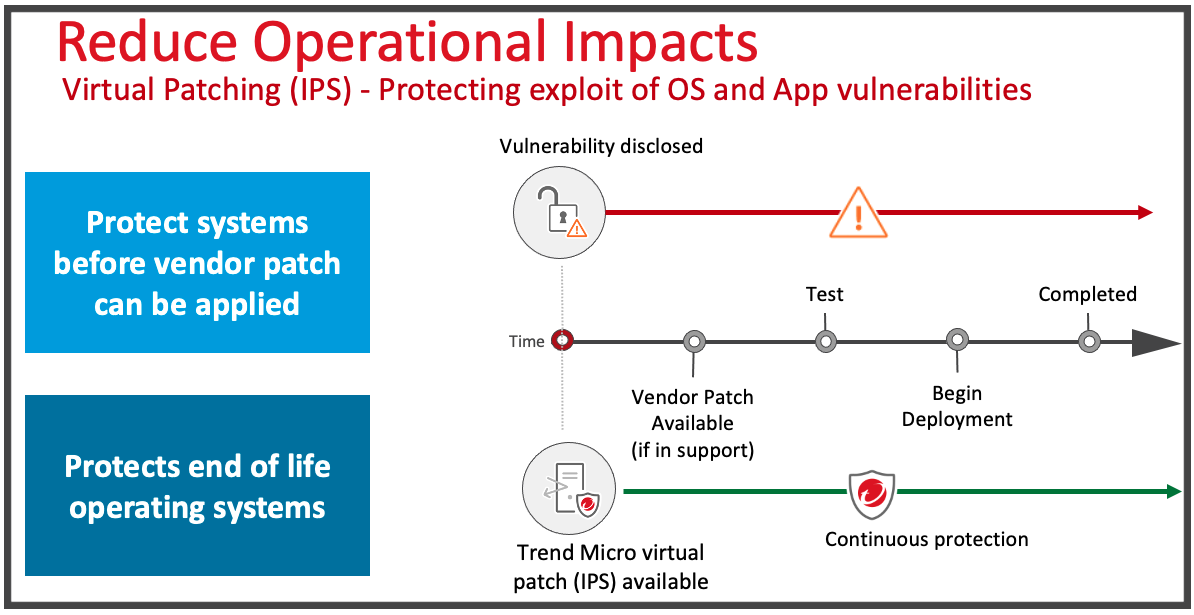 Reduce Operational Impacts
Virtual Patching (IPS) - Protecting exploit of OS and App vulnerabilities
Vulnerability disclosed
Protect systems
before vendor patch
can be applied
Test
Completed
Time
Vendor Patch
Available
(if in support)
Begin
Deployment
Protects end of life
operating systems
Continuous protection
Trend Micro virtual
patch (IPS) available